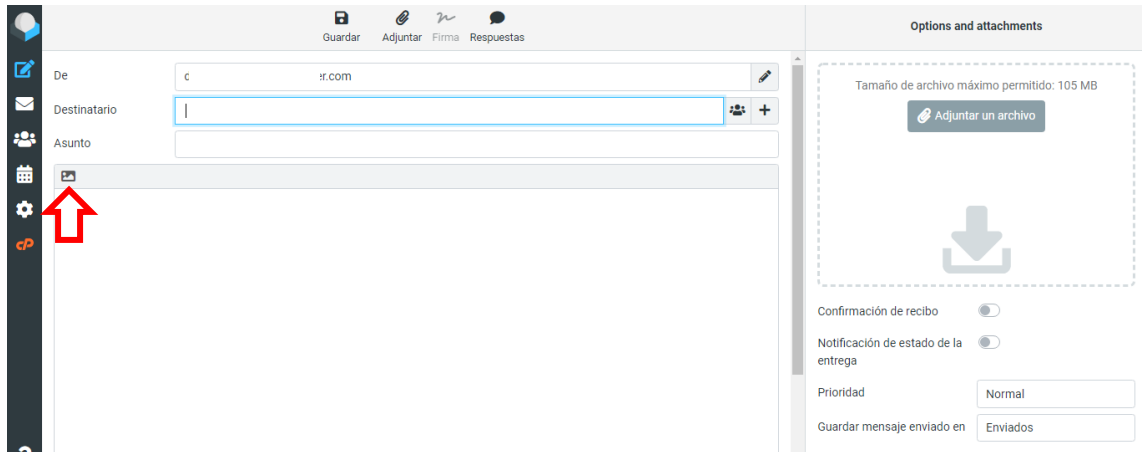 Guardar Adjuntar Firma Respuestas
Options and attachments
De
c er.com
Destinatario
Asunto
cP
Tamaño de archivo máximo permitido: 105 MB
Adjuntar un archivo
Confirmación de recibo
Notificación de estado de la
entrega
Prioridad Normal
Guardar mensaje enviado en Enviados